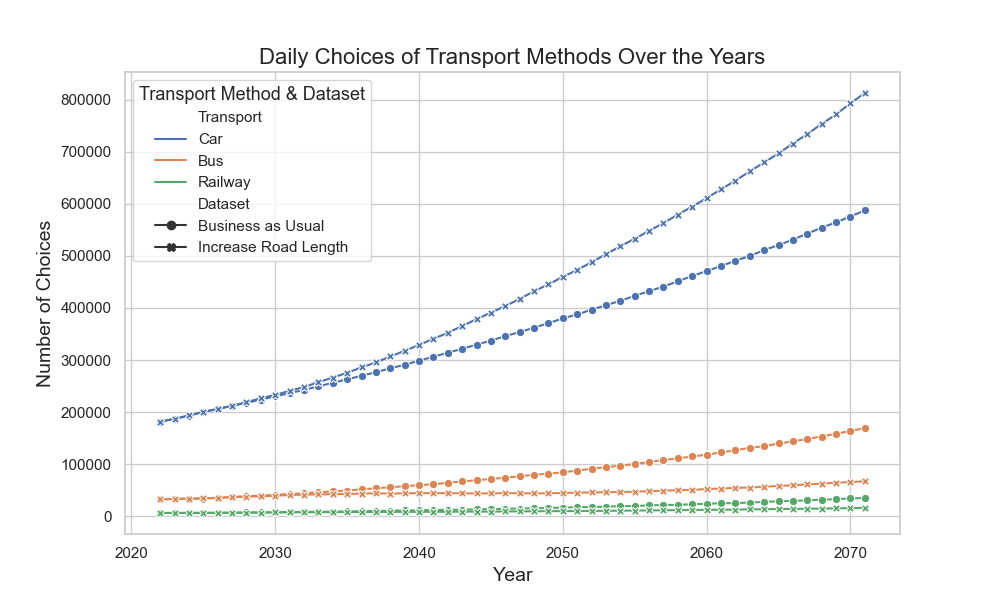 Daily Choices of Transport Methods Over the Years
Transport Method & Dataset
Transport
Car
Bus
Railway
Dataset
Business as Usual
Increase Road Length
Number of Choices
800000
700000
600000
500000
400000
300000
200000
100000
0
2020 2030 2040 2050 2060 2070
Year